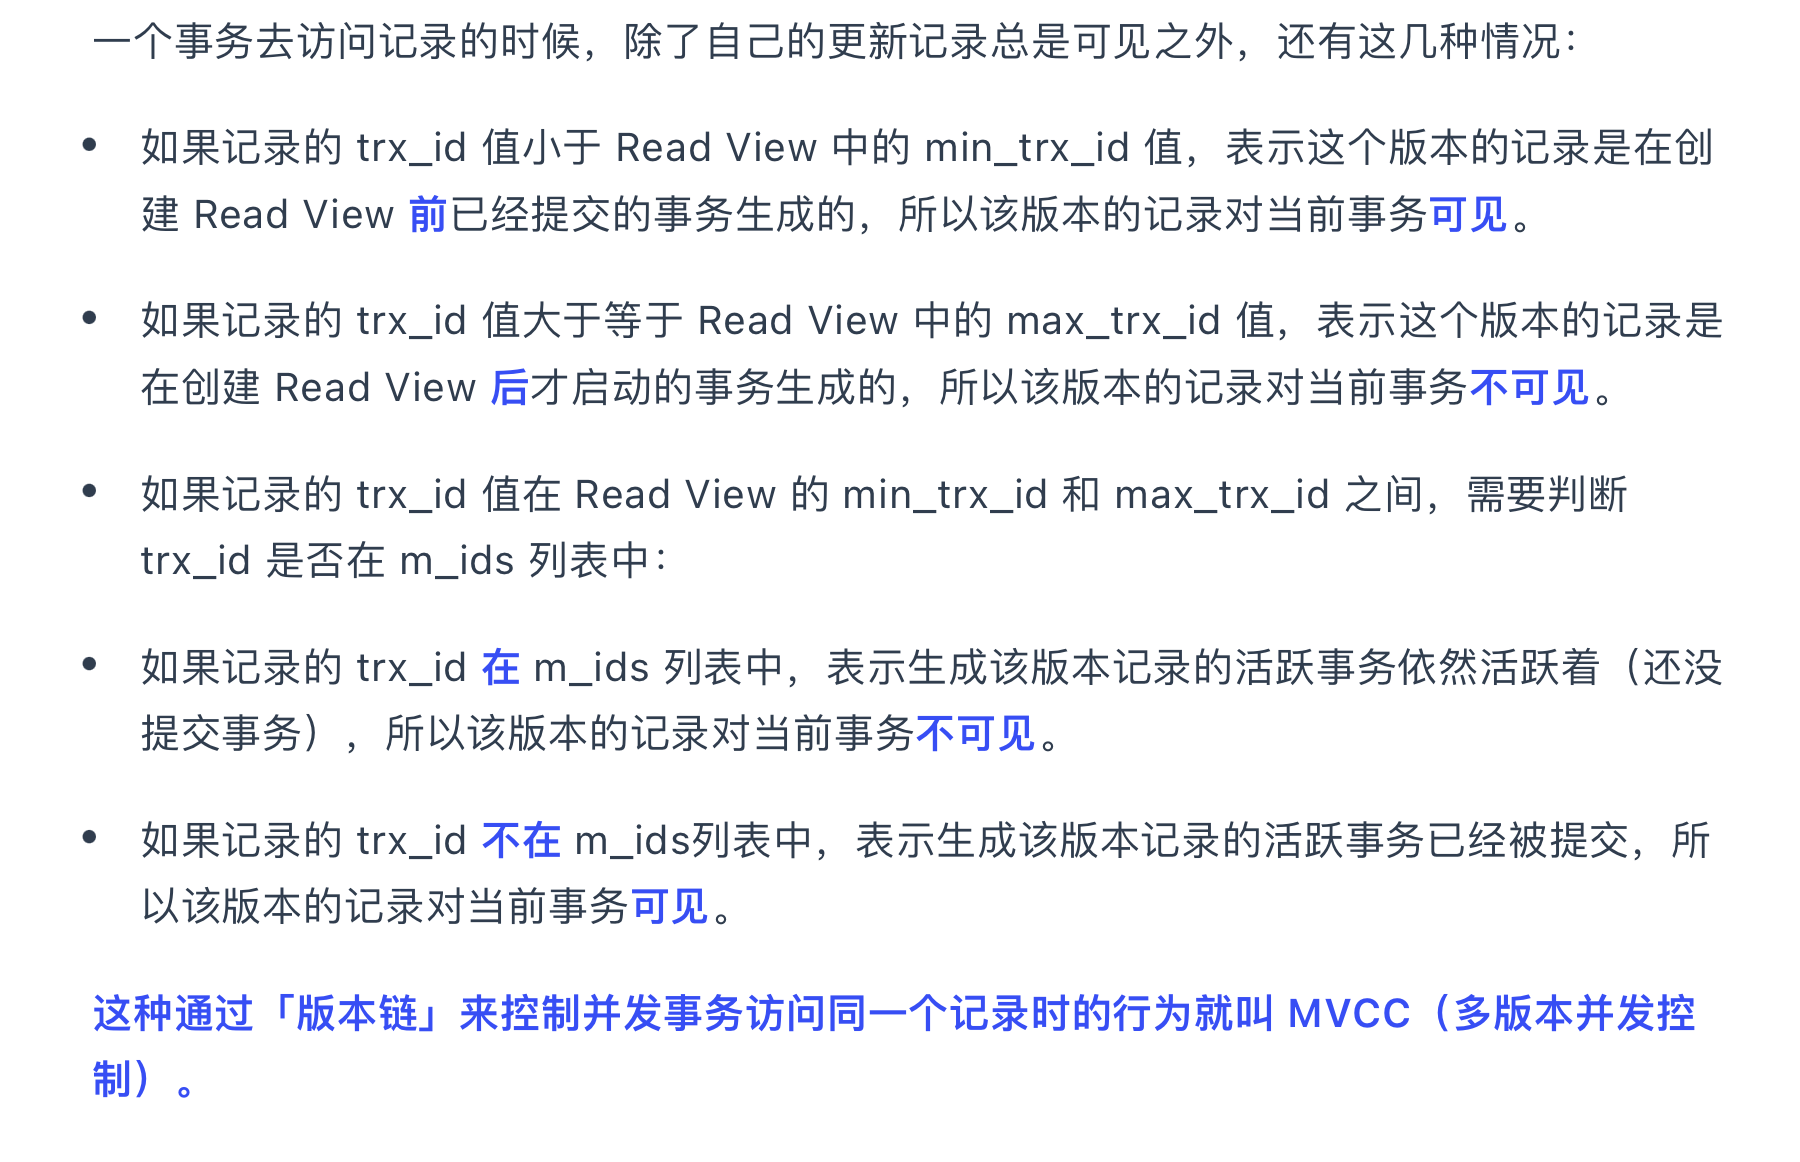 一个事务去访问记录的时候，除了自己的更新记录总是可见之外，还有这几种情况：
• 如果记录的 trx_id 值小于 Read View 中的 min_trx_id 值，表示这个版本的记录是在创
建 Read View 前已经提交的事务生成的，所以该版本的记录对当前事务可见。
• 如果记录的 trx_id 值大于等于 Read View 中的 max_trx_id 值，表示这个版本的记录是
在创建 Read View 后才启动的事务生成的，所以该版本的记录对当前事务不可见。
• 如果记录的 trx_id 值在 Read View 的 min_trx_id 和 max_trx_id 之间，需要判断
trx_id 是否在 m_ids 列表中：
• 如果记录的 trx_id 在 m_ids 列表中，表示生成该版本记录的活跃事务依然活跃着（还没
提交事务），所以该版本的记录对当前事务不可见。
• 如果记录的 trx_id 不在 m_ids列表中，表示生成该版本记录的活跃事务已经被提交，所
以该版本的记录对当前事务可见。
这种通过「版本链」来控制并发事务访问同一个记录时的行为就叫 MVCC（多版本并发控
制）。